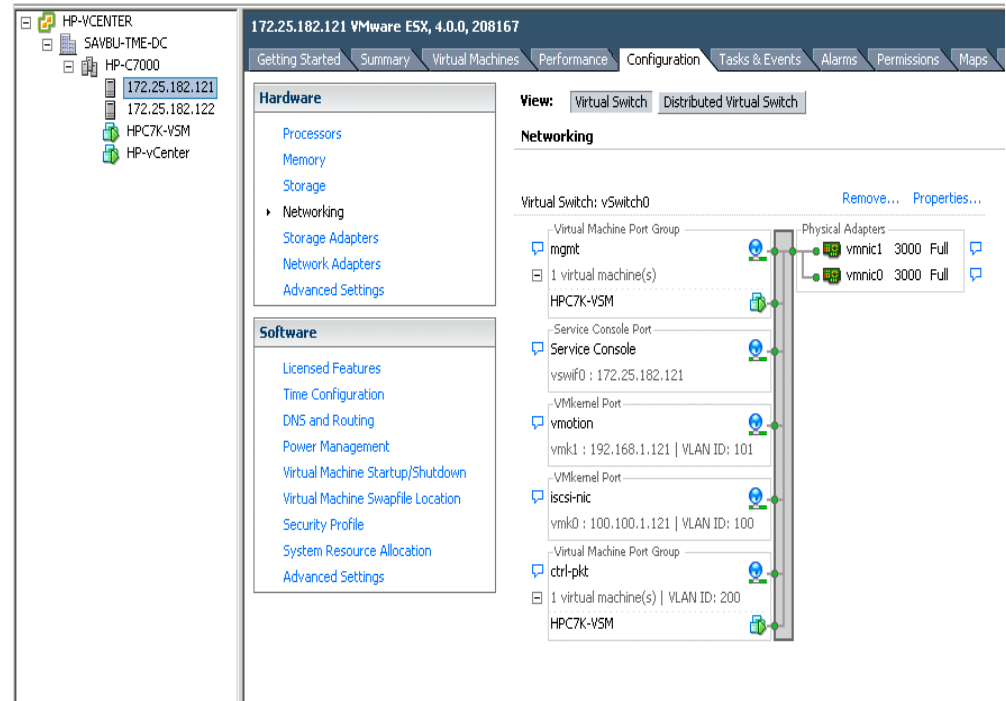 HP-VCENTER
SAVBU-TME-DC
HP-C7000
172.25.182.121
172.25.182.122
HPC7K-VSM
HP-vCenter
172.25.182.121 VMware ESX, 4.0.0, 208167
Getting Started Summary Virtual Machines Performance Configuration Tasks & Events Alarms Permissions Maps
Hardware
Processors
Memory
Storage
Networking
Storage Adapters
Network Adapters
Advanced Settings
Software
Licensed Features
Time Configuration
DNS and Routing
Power Management
Virtual Machine Startup/Shutdown
Virtual Machine Swapfile Location
Security Profile
System Resource Allocation
Advanced Settings
View: Virtual Switch Distributed Virtual Switch
Networking
Virtual Switch: vSwitch0 Remove... Properties...
Virtual Machine Port Group
mgmt
1 virtual machine(s)
HPC7K-VSM
Service Console Port
Service Console
vswif0 : 172.25.182.121
VMkernel Port
vmotion
vmk1 : 192.168.1.121 | VLAN ID: 101
VMkernel Port
iscsi-nic
vmk0 : 100.100.1.121 | VLAN ID: 100
Virtual Machine Port Group
ctrl-pkt
1 virtual machine(s) | VLAN ID: 200
HPC7K-VSM
Physical Adapters
vmnic1 3000 Full
vmnic0 3000 Full